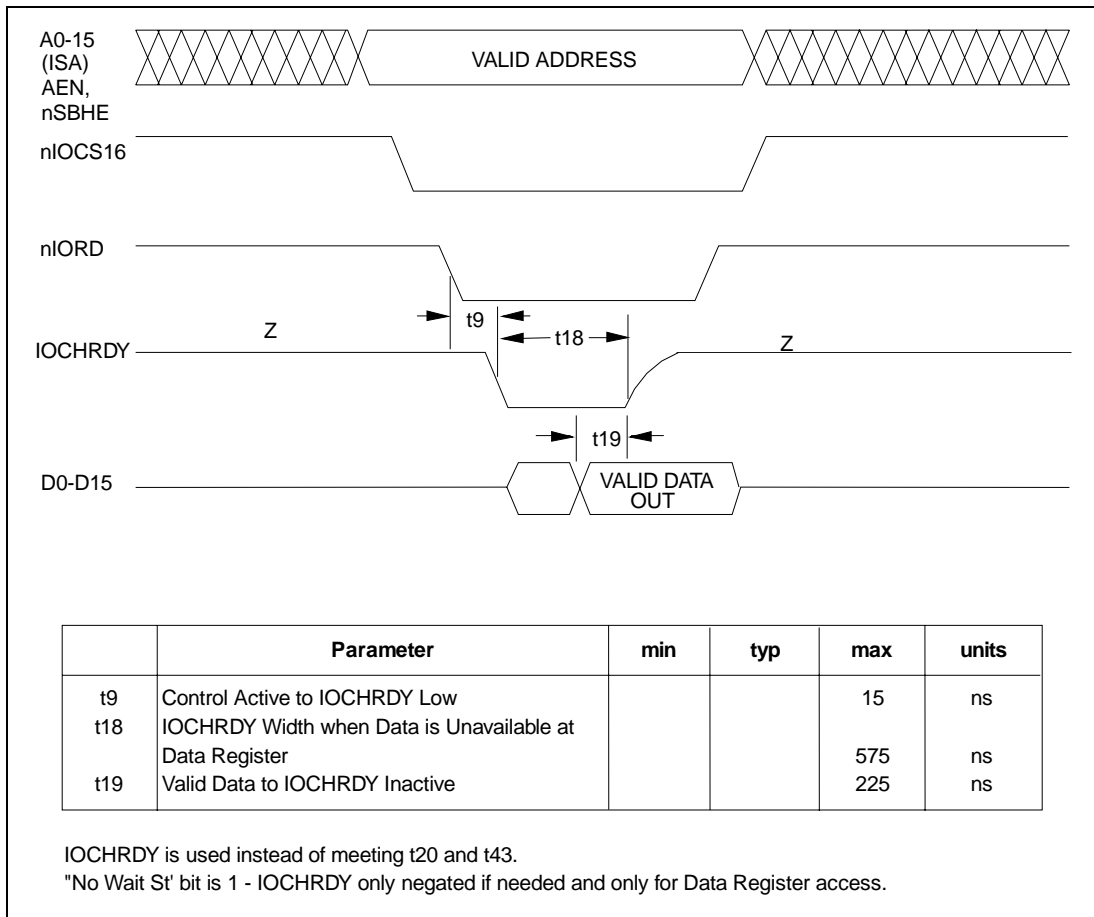 A0-15
(ISA)
AEN,
nSBHE
VALID ADDRESS
nIOCS16
nIORD
t9
Z
t18
Z
IOCHRDY
t19
D0-D15
VALID DATA
OUT
Parameter min typ max units
t9 Control Active to IOCHRDY Low 15 ns
t18 IOCHRDY Width when Data is Unavailable at
Data Register 575 ns
t19 Valid Data to IOCHRDY Inactive 225 ns
IOCHRDY is used instead of meeting t20 and t43.
"No Wait St' bit is 1 - IOCHRDY only negated if needed and only for Data Register access.